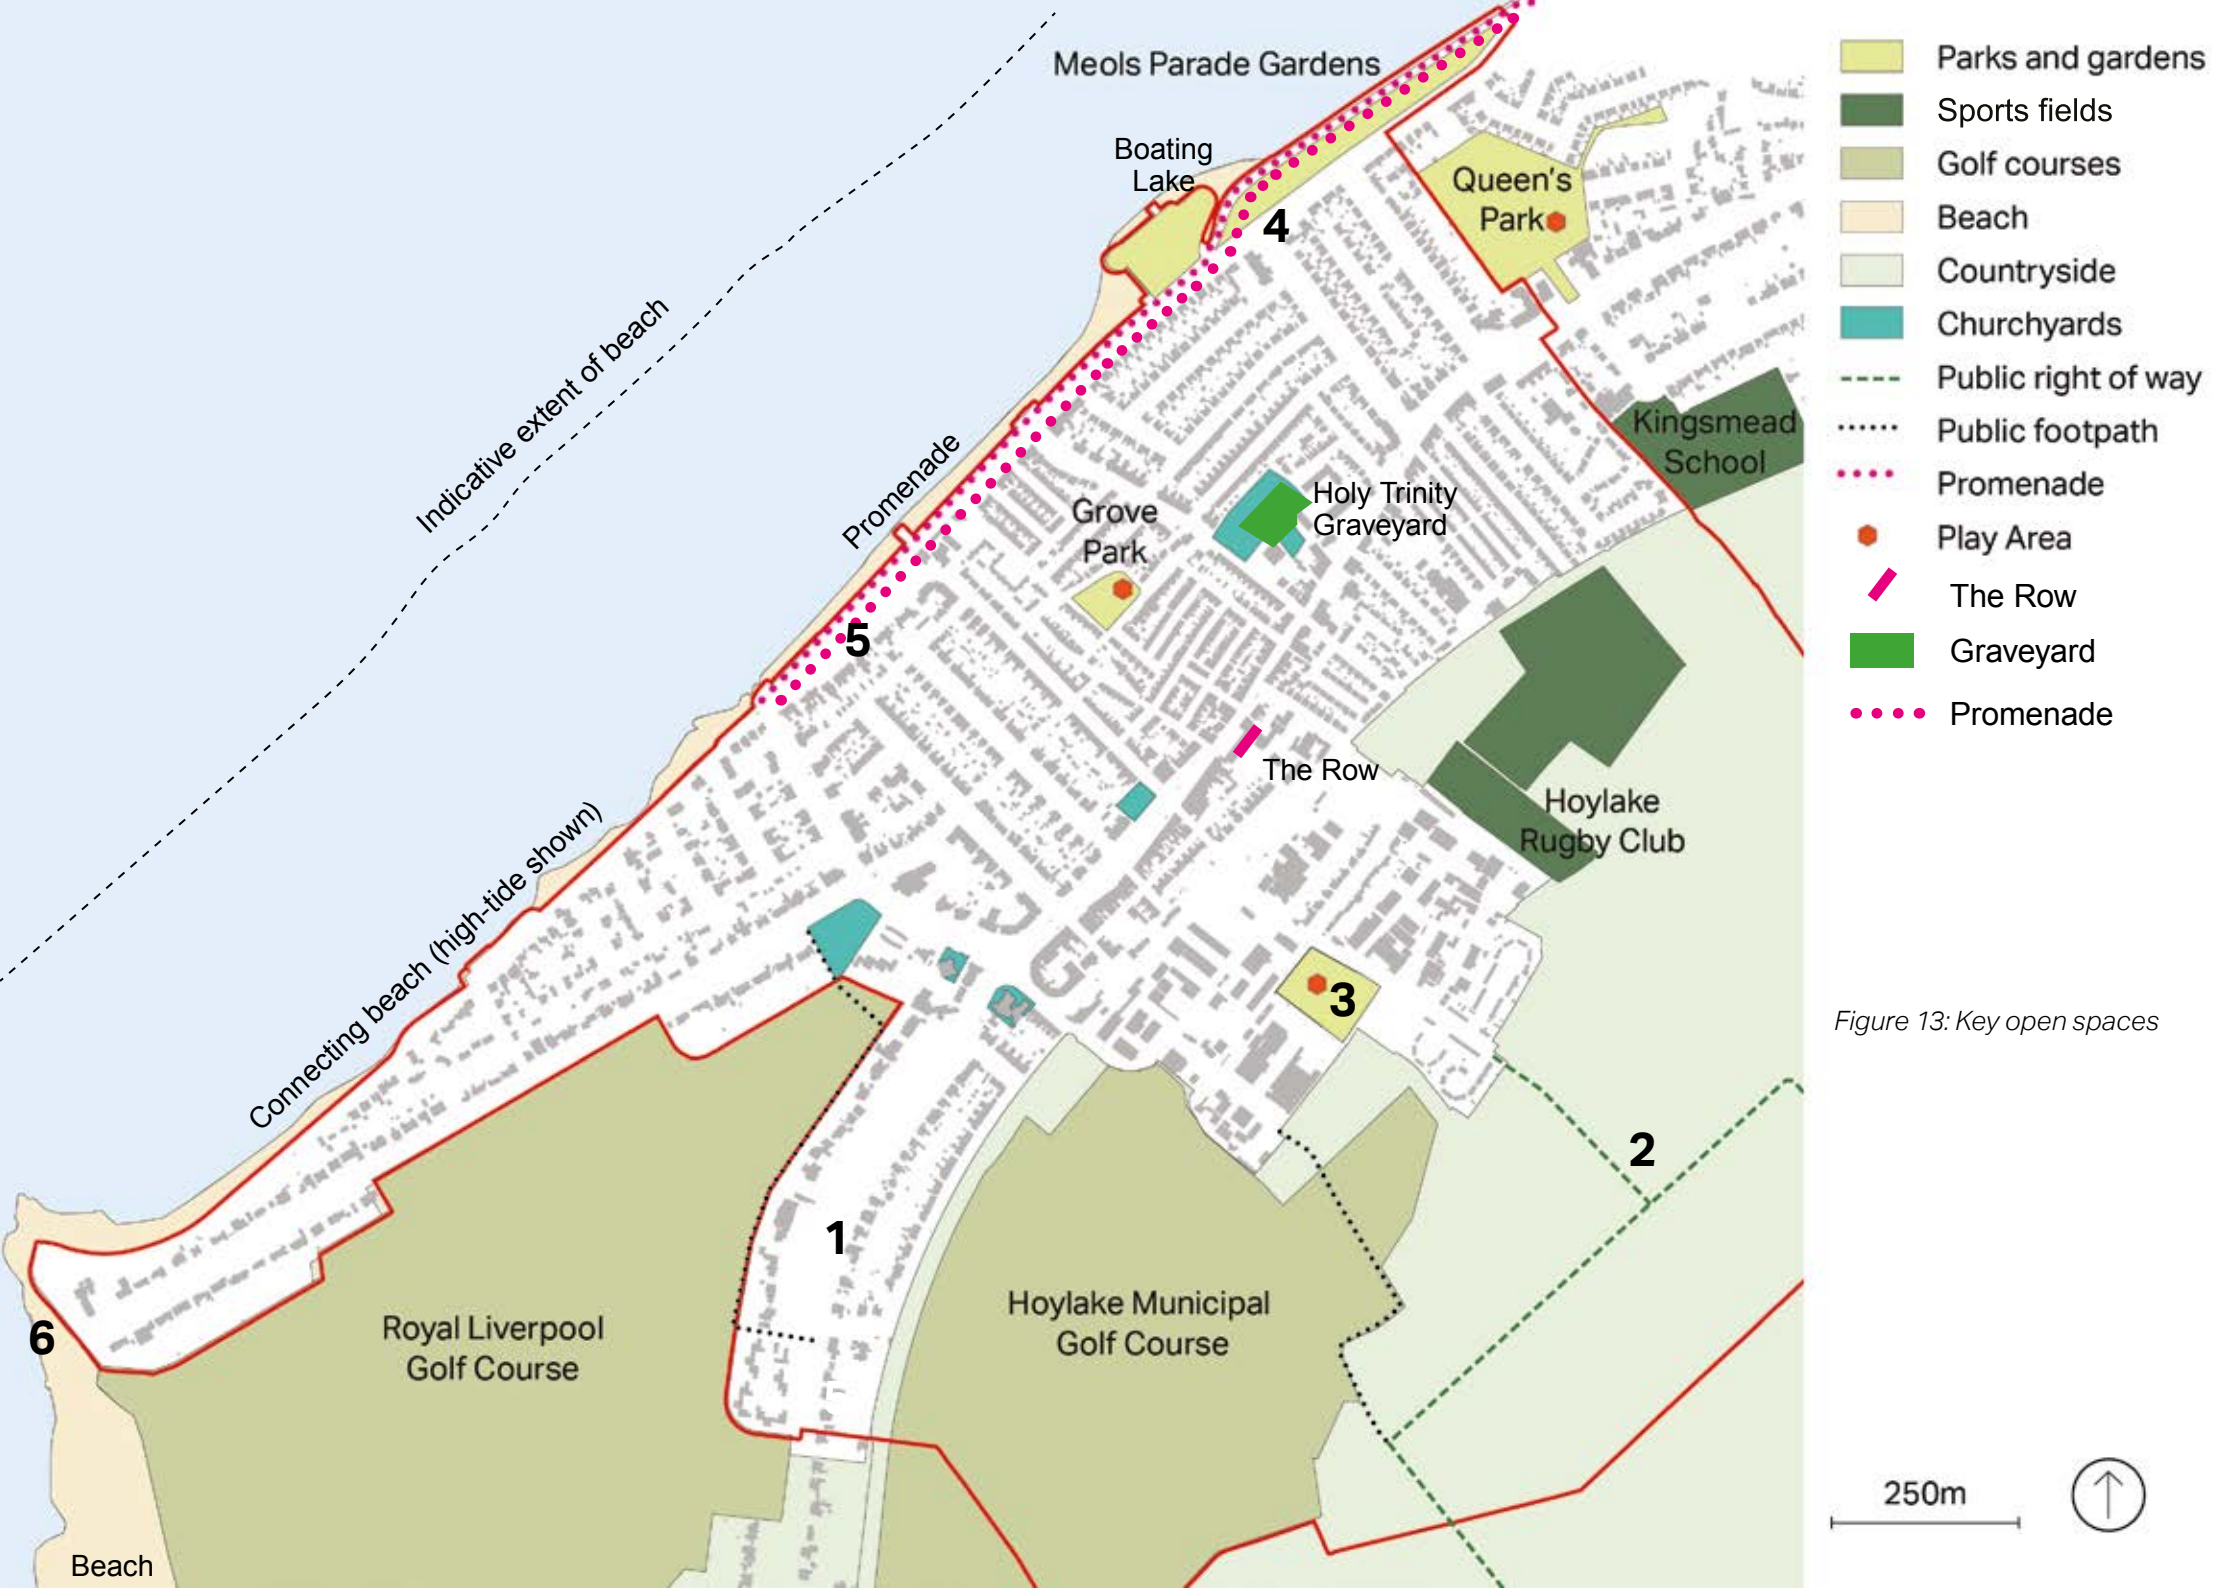 Meols Parade Gardens
Boating
Lake
Queen's
Park
4
Indicative extent of beach
Promenade
Kingsmead
School
Grove
Park
Holy Trinity
Graveyard
5
The Row
Hoylake
Rugby Club
Connecting beach (high-tide shown)
3
2
1
6
Royal Liverpool
Golf Course
Hoylake Municipal
Golf Course
Beach
Parks and gardens
Sports fields
Golf courses
Beach
Countryside
Churchyards
Public right of way
Public footpath
Promenade
Play Area
The Row
Graveyard
Promenade
Figure 13: Key open spaces
250m